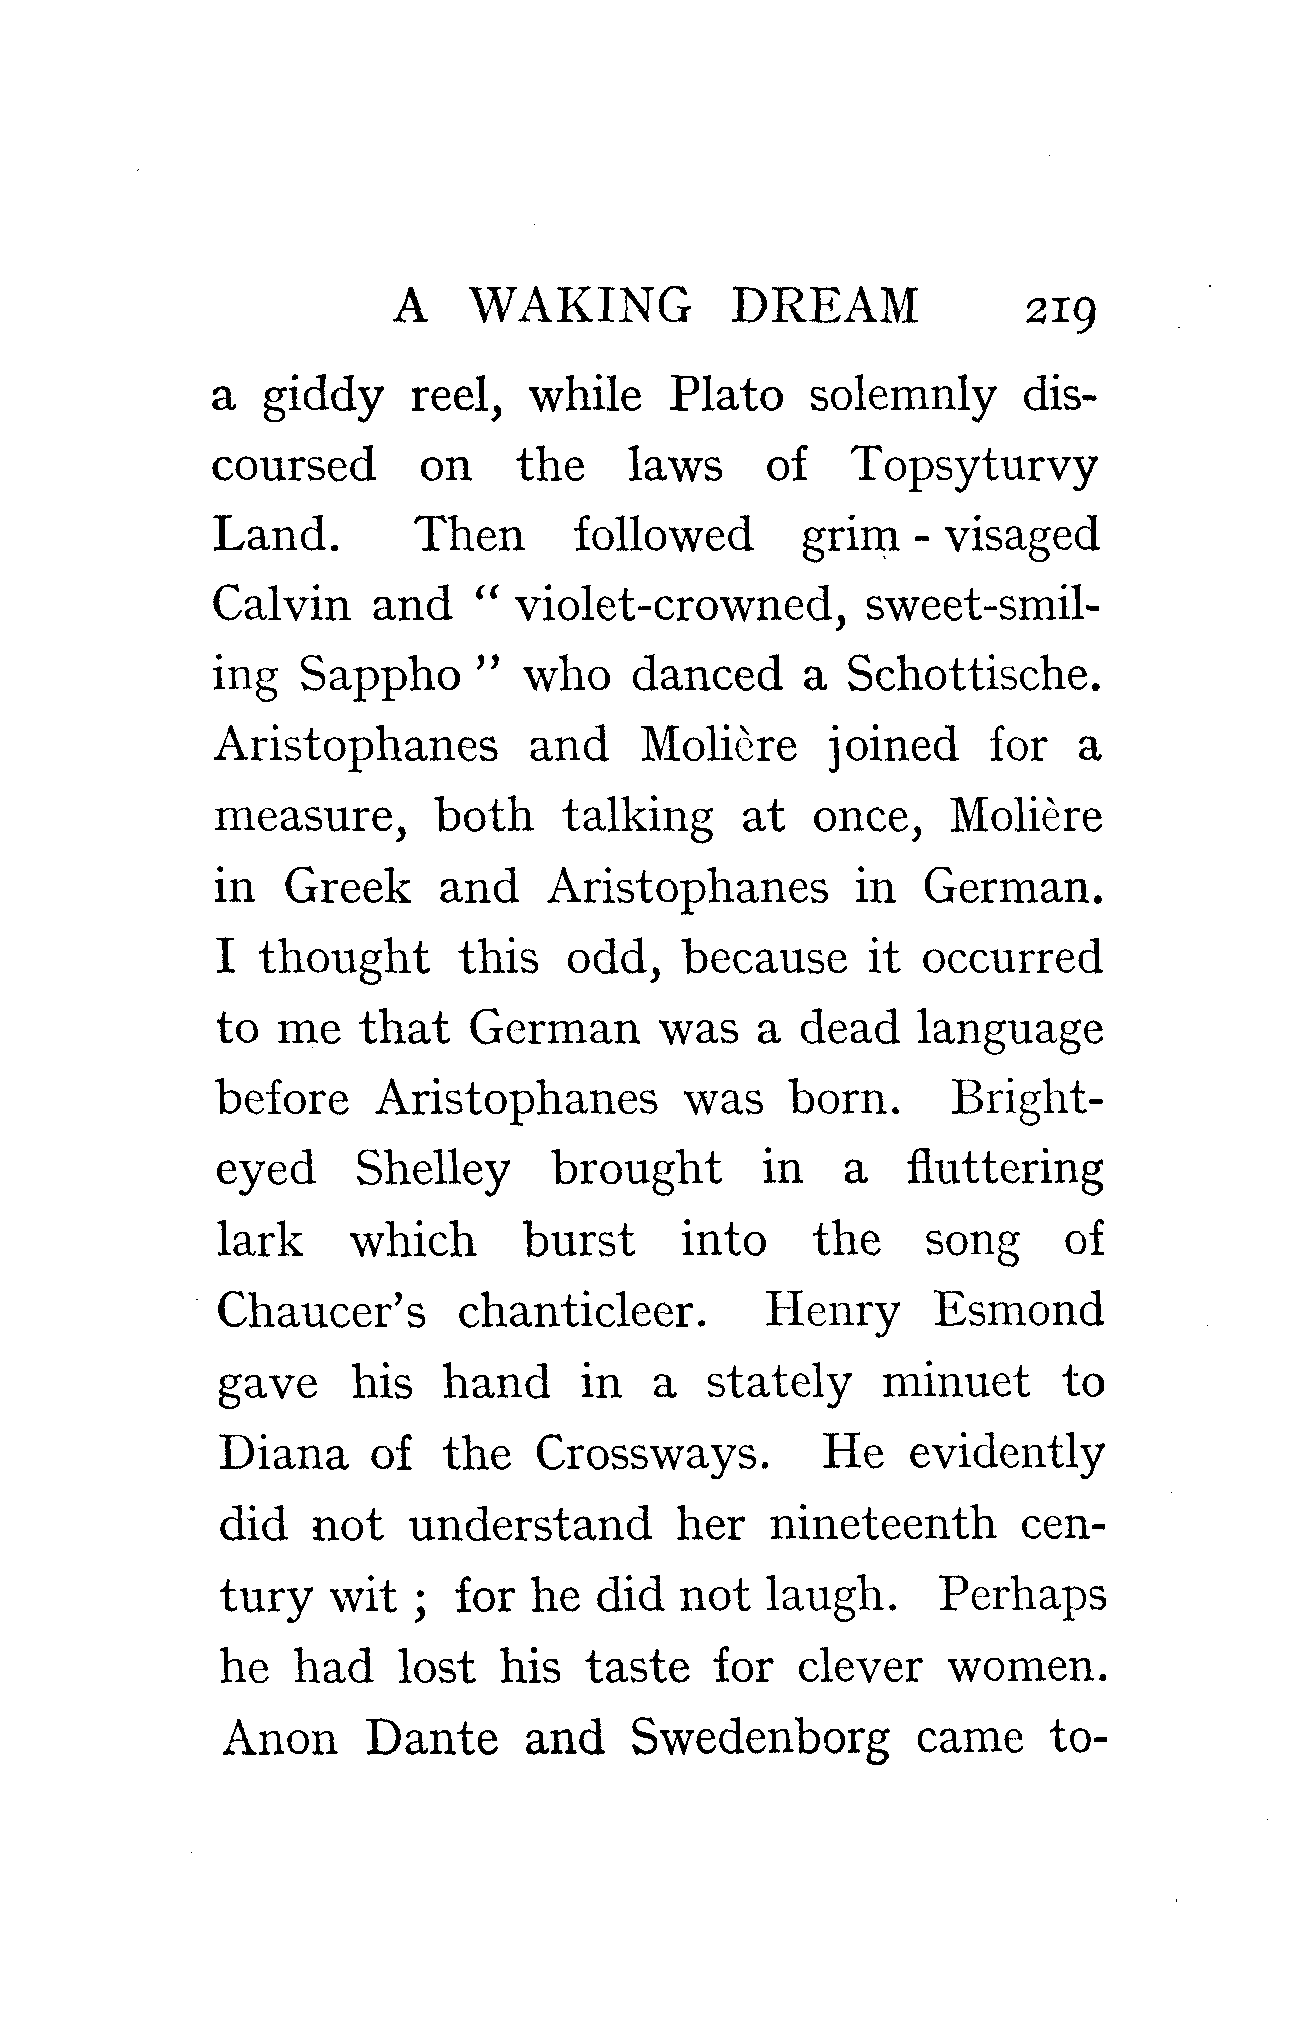 A WAKING DREAM 219
a giddy reel, while Plato solemnly dis-
coursed on the laws of Topsyturvy
Land. Then followed grim-visaged
Calvin and “violet-crowned, sweet-smil-
ing Sappho” who danced a Schottische.
Aristophanes and Molière joined for a
measure, both talking at once, Molière
in Greek and Aristophanes in German.
I thought this odd, because it occurred
to me that German was a dead language
before Aristophanes was born. Bright-
eyed Shelley brought in a fluttering
lark which burst into the song of
Chaucer’s chanticleer. Henry Esmond
gave his hand in a stately minuet to
Diana of the Crossways. He evidently
did not understand her nineteenth cen-
tury wit; for he did not laugh. Perhaps
he had lost his taste for clever women.
Anon Dante and Swedenborg came to-